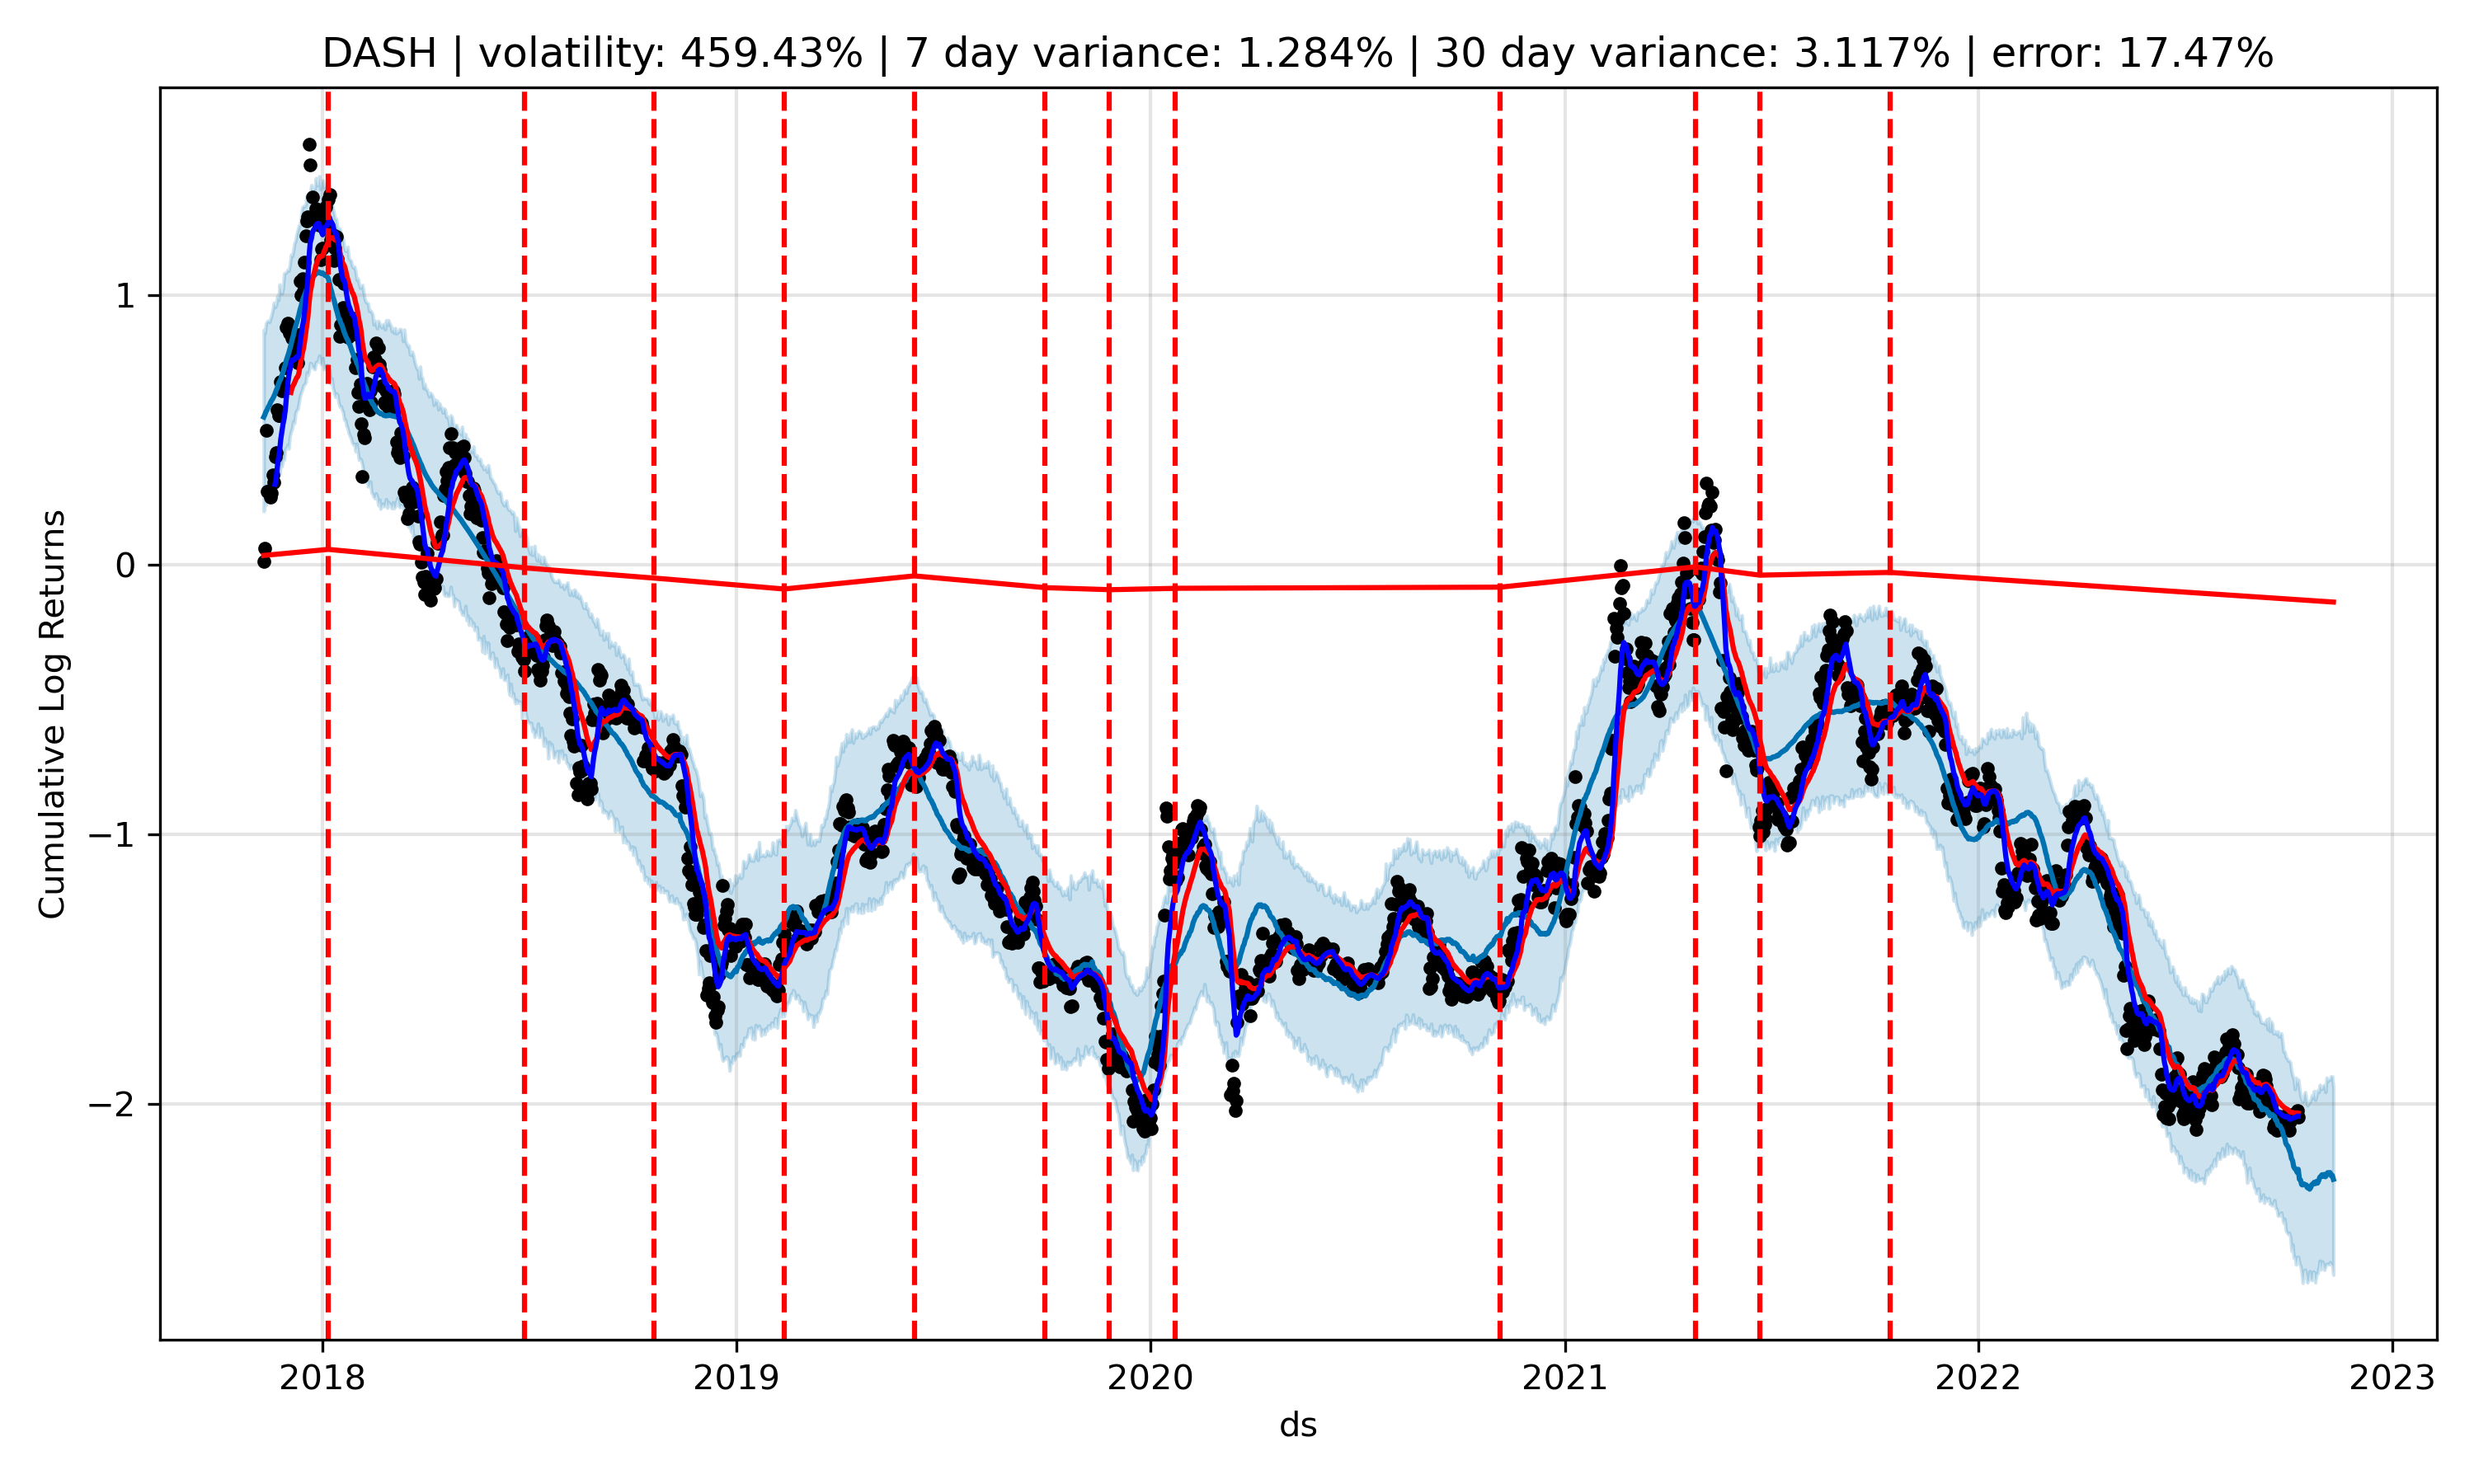 DASH | volatility: 459.43% | 7 day variance: 1.284% | 30 day variance: 3.117% | error: 17.47%
Cumulative Log Returns
1
0
−1
−2
2018 2019 2020 2021 2022 2023
ds